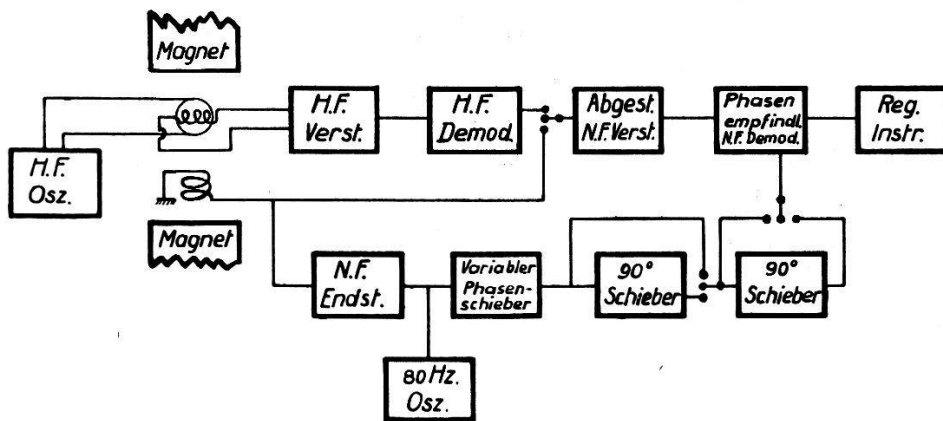 Magnet
H.F.
Verst.
H.F.
Demod.
Abgest.
N.F.Verst.
Phasen
empfindl.
N.F. Demod.
Reg.
Instr.
H.F.
Osz.
Magnet
N.F.
Endst.
Variabler
Phasen-
schieber
90°
Schieber
90°
Schieber
80 Hz.
Osz.